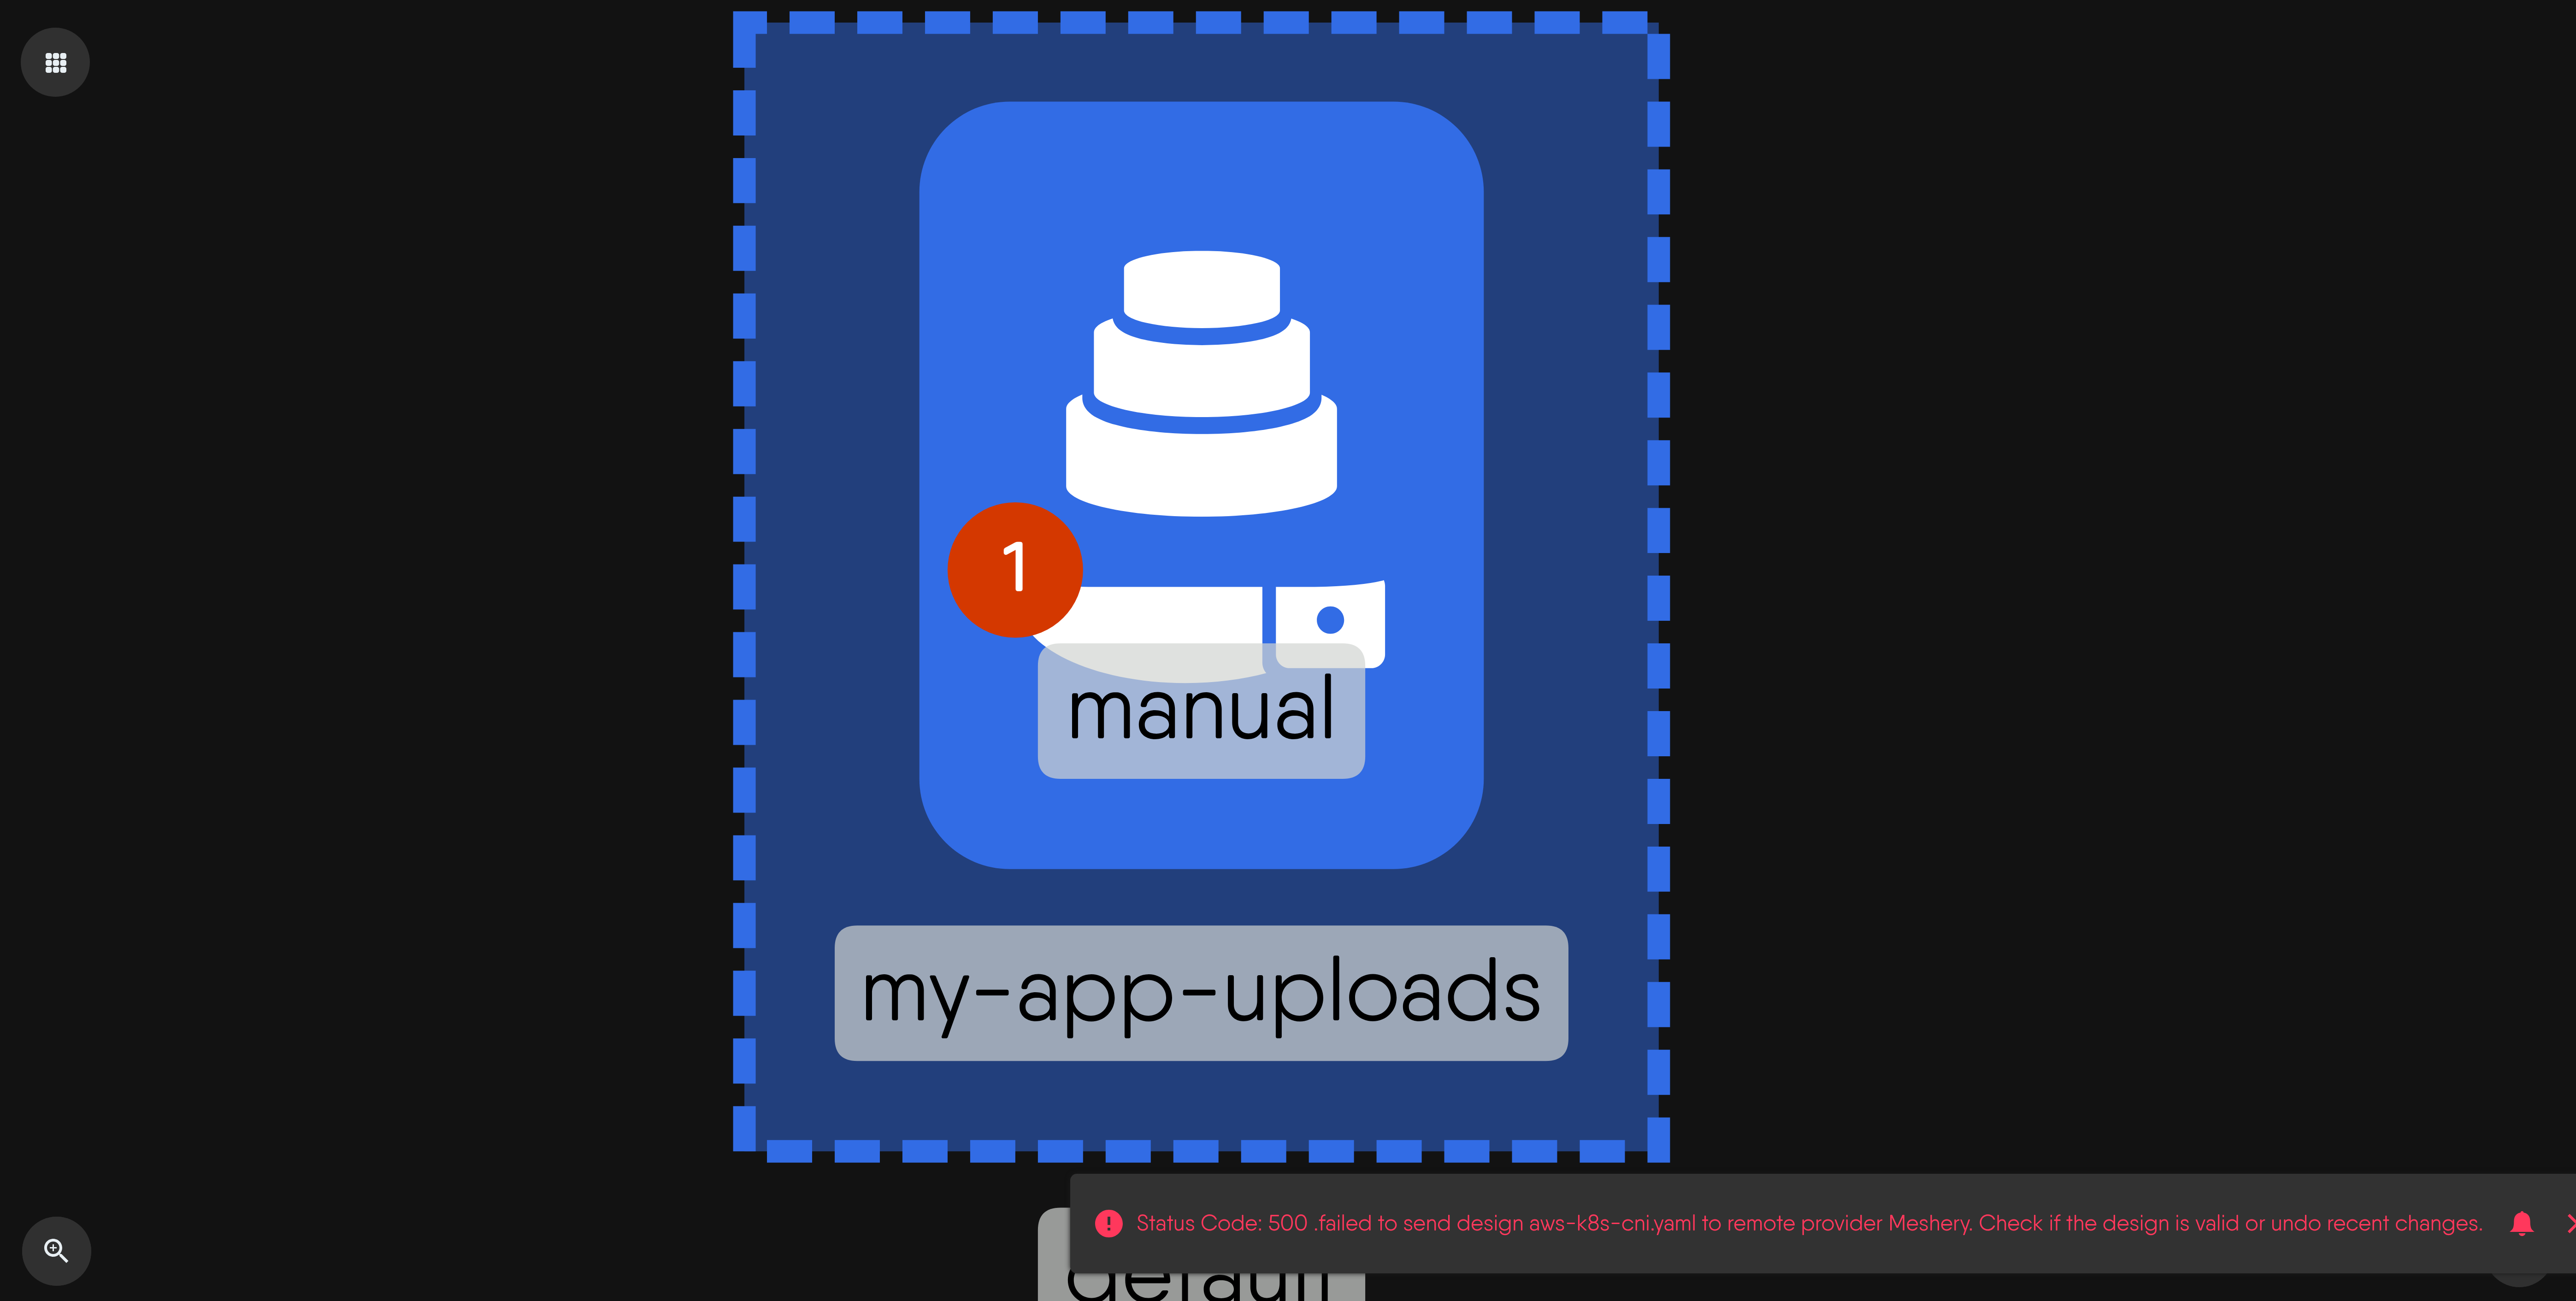 1
manual
my-app-uploads
Status Code: 500 .failed to send design aws-k8s-cni.yaml to remote provider Meshery. Check if the design is valid or undo recent changes.
default